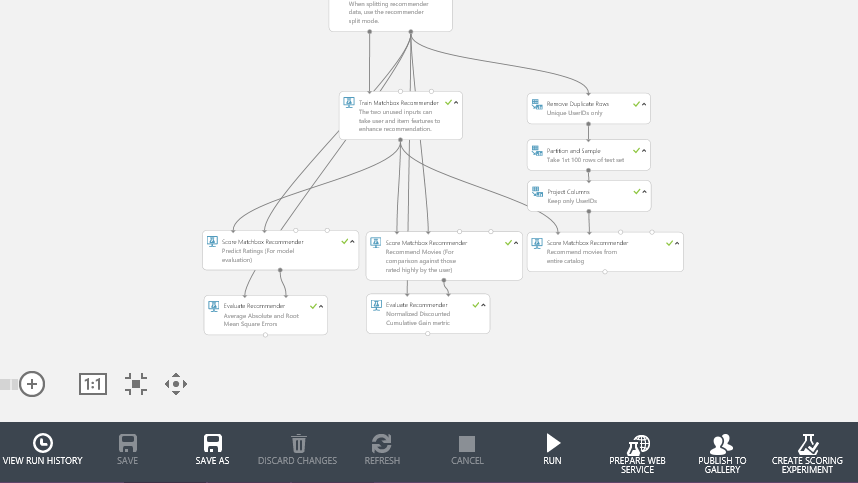 When splitting recommender
data, use the recommender
split mode.
Train Matchbox Recommender
The two unused inputs can
take user and item features to
enhance recommendation.
Remove Duplicate Rows
Unique UserIDs only
Partition and Sample
Take 1st 100 rows of test set
Project Columns
Keep only UserIDs
Score Matchbox Recommender
Predict Ratings (For model
evaluation)
Score Matchbox Recommender
Recommend Movies (For
comparison against those
rated highly by the user)
Score Matchbox Recommender
Recommend movies from
entire catalog
Evaluate Recommender
Average Absolute and Root
Mean Square Errors
Evaluate Recommender
Normalized Discounted
Cumulative Gain metric
1:1
VIEW RUN HISTORY
SAVE
SAVE AS
DISCARD CHANGES
REFRESH
CANCEL
RUN
PREPARE WEB
SERVICE
PUBLISH TO
GALLERY
CREATE SCORING
EXPERIMENT